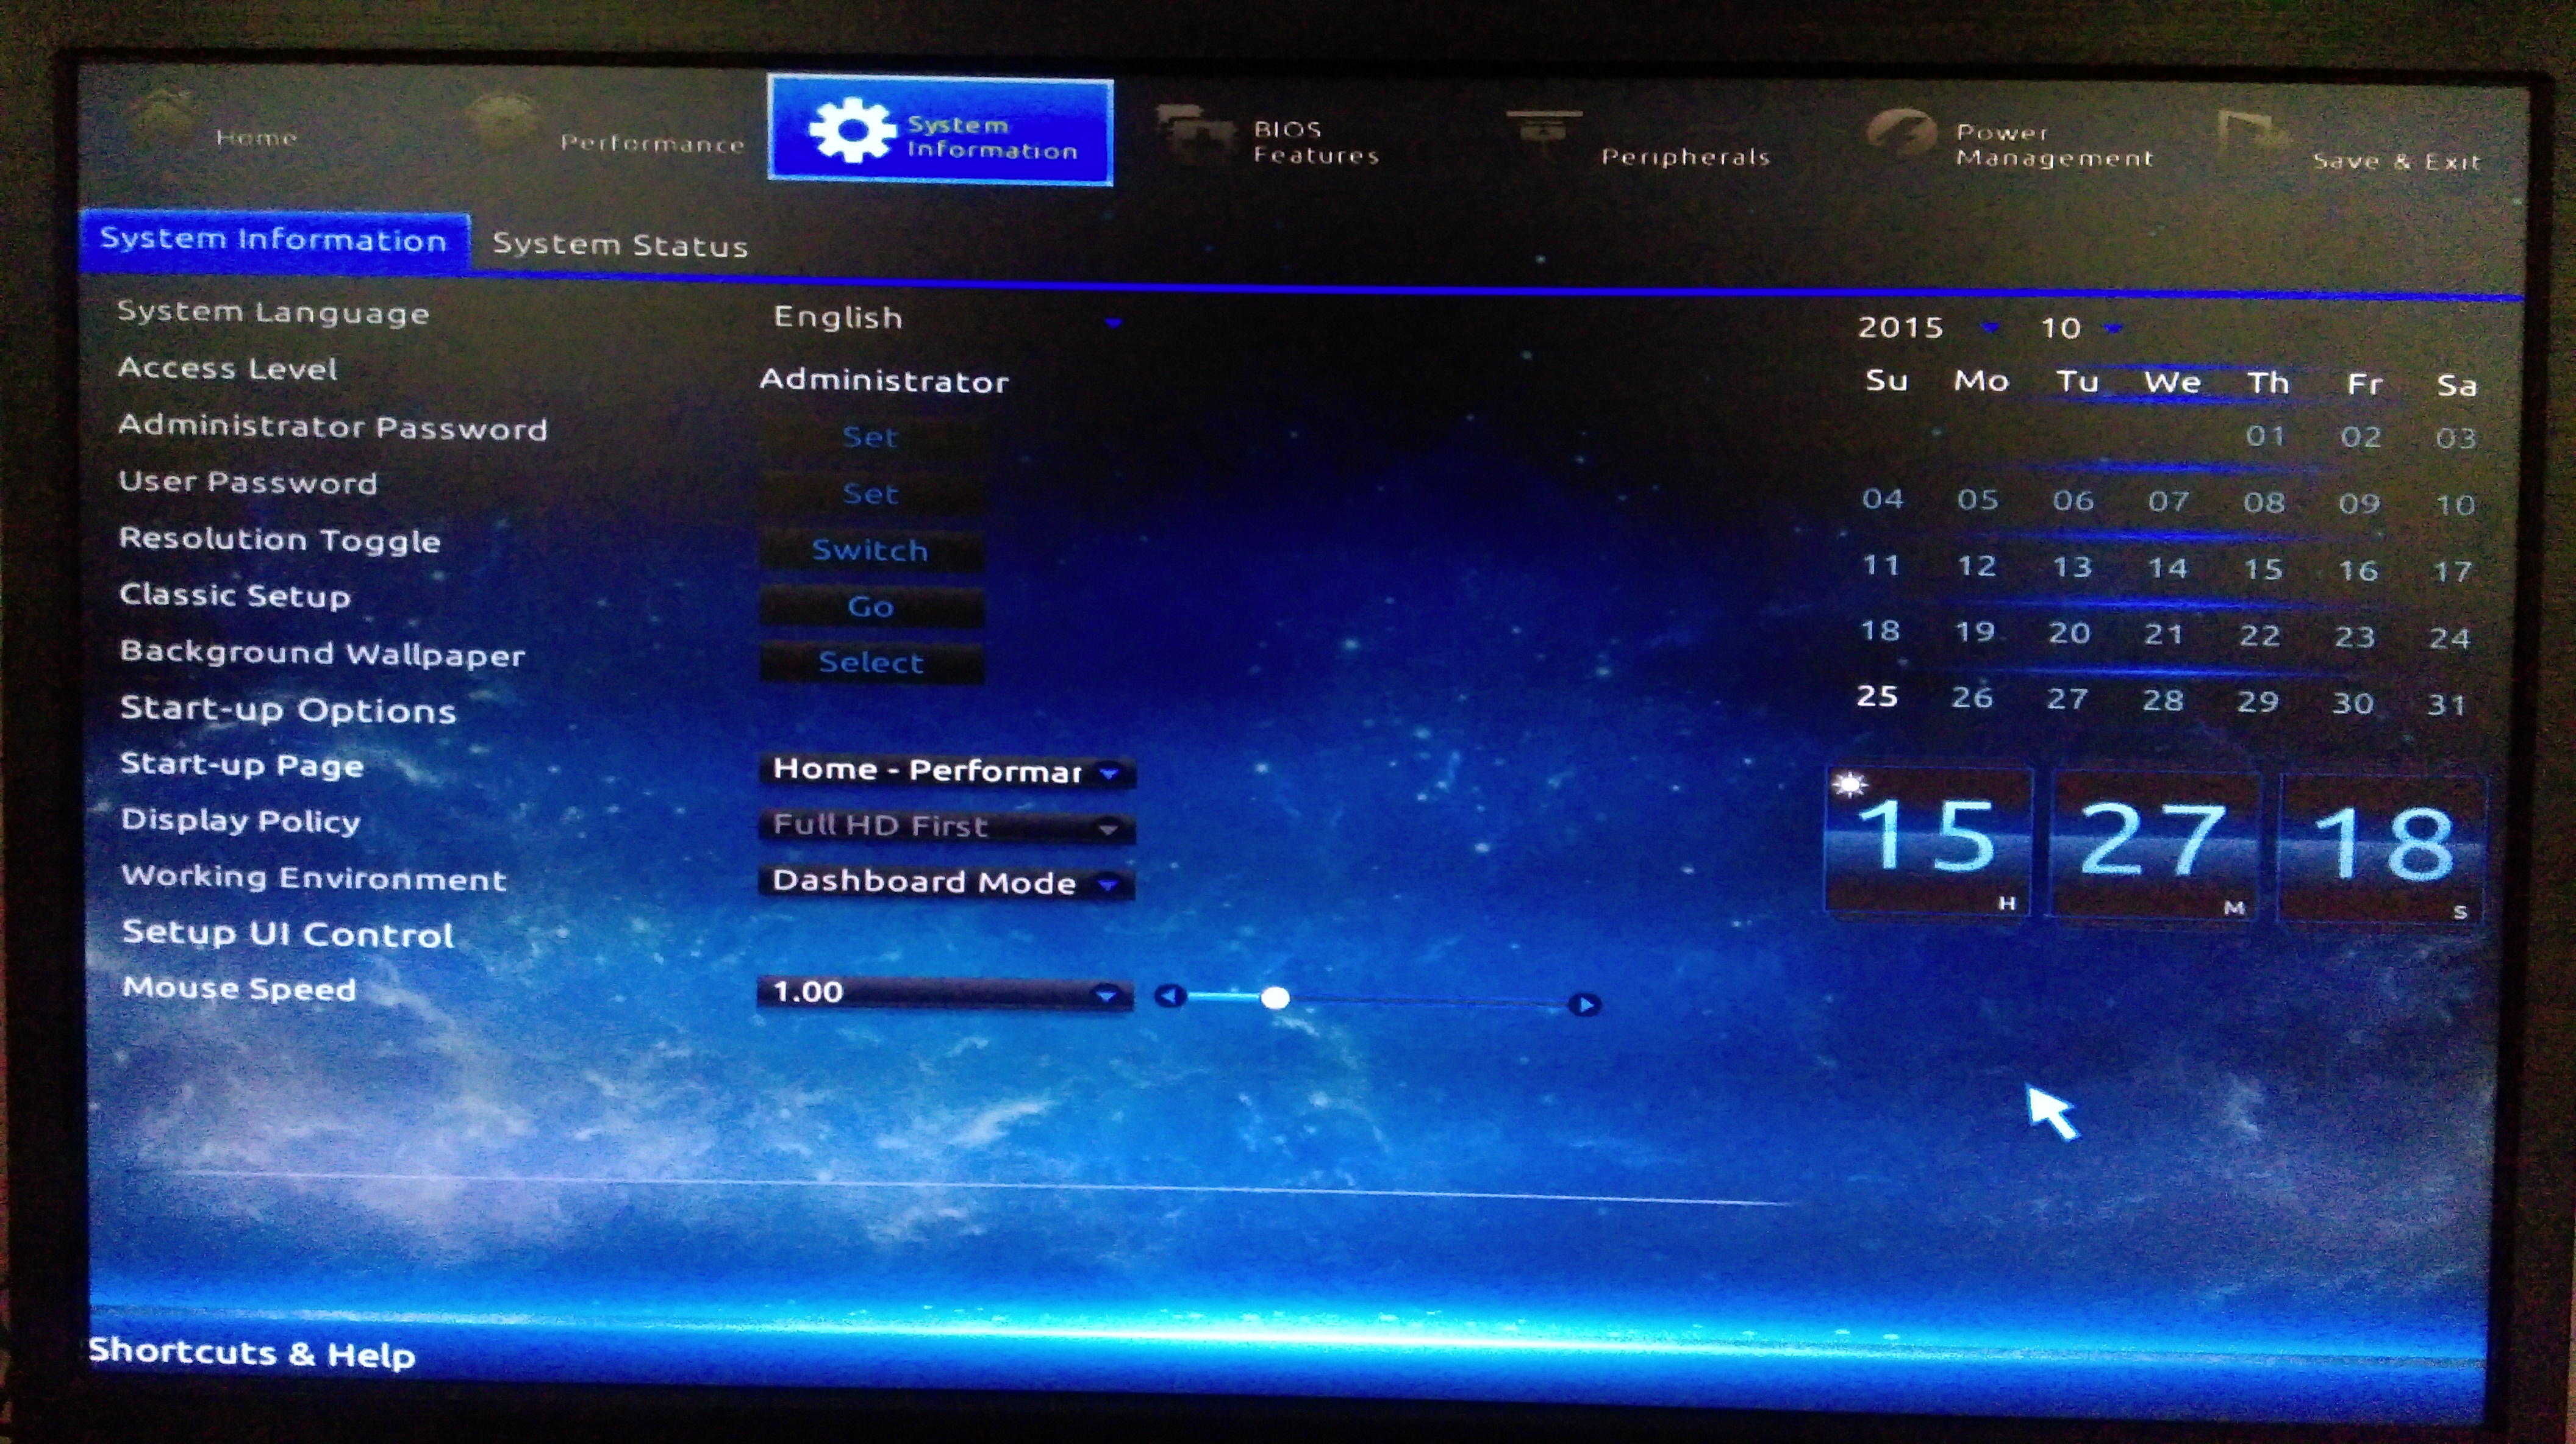 Home Performance System Information BIOS Features Peripherals Power Management Save & Exit
System Information System Status
System Language English
Access Level Administrator
Administrator Password Set
User Password Set
Resolution Toggle Switch
Classic Setup Go
Background Wallpaper Select
Start-up Options
Start-up Page Home - Performar
Display Policy Full HD First
Working Environment Dashboard Mode
Setup UI Control
Mouse Speed 1.00
2015 10
Su Mo Tu We Th Fr Sa
01 02 03
04 05 06 07 08 09 10
11 12 13 14 15 16 17
18 19 20 21 22 23 24
25 26 27 28 29 30 31
15 H 27 M 18 S
Shortcuts & Help